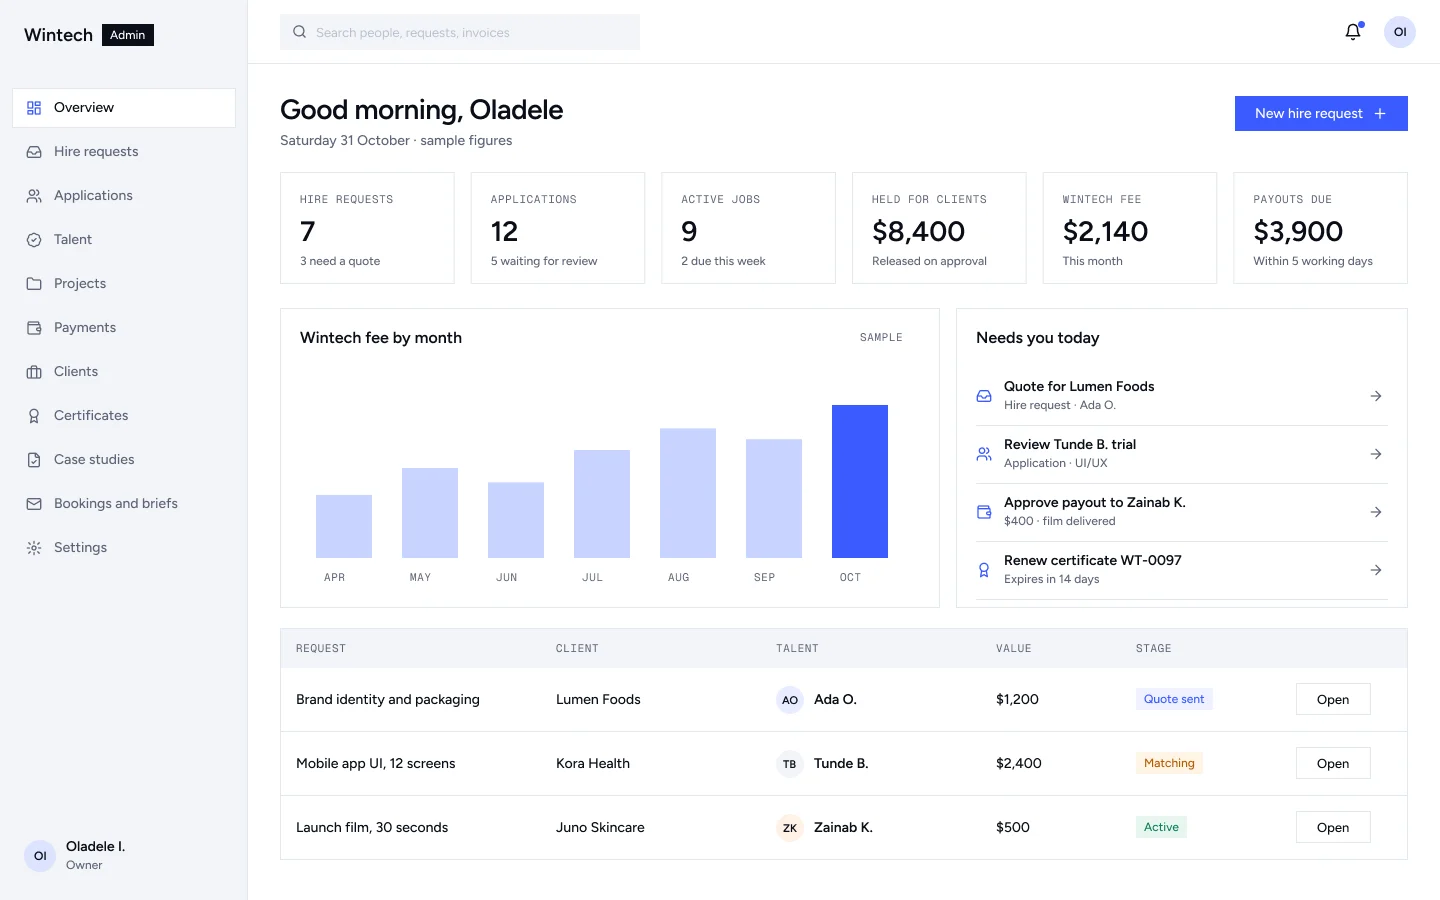 Wintech Admin
Search people, requests, invoices
OI
Overview
Hire requests
Applications
Talent
Projects
Payments
Clients
Certificates
Case studies
Bookings and briefs
Settings
OI
Oladele I.
Owner
Good morning, Oladele
Saturday 31 October · sample figures
New hire request
HIRE REQUESTS
7
3 need a quote
APPLICATIONS
12
5 waiting for review
ACTIVE JOBS
9
2 due this week
HELD FOR CLIENTS
$8,400
Released on approval
WINTECH FEE
$2,140
This month
PAYOUTS DUE
$3,900
Within 5 working days
Wintech fee by month
SAMPLE
APR MAY JUN JUL AUG SEP OCT
Needs you today
Quote for Lumen Foods
Hire request · Ada O.
Review Tunde B. trial
Application · UI/UX
Approve payout to Zainab K.
$400 · film delivered
Renew certificate WT-0097
Expires in 14 days
REQUEST CLIENT TALENT VALUE STAGE
Brand identity and packaging Lumen Foods AO Ada O. $1,200 Quote sent Open
Mobile app UI, 12 screens Kora Health TB Tunde B. $2,400 Matching Open
Launch film, 30 seconds Juno Skincare ZK Zainab K. $500 Active Open